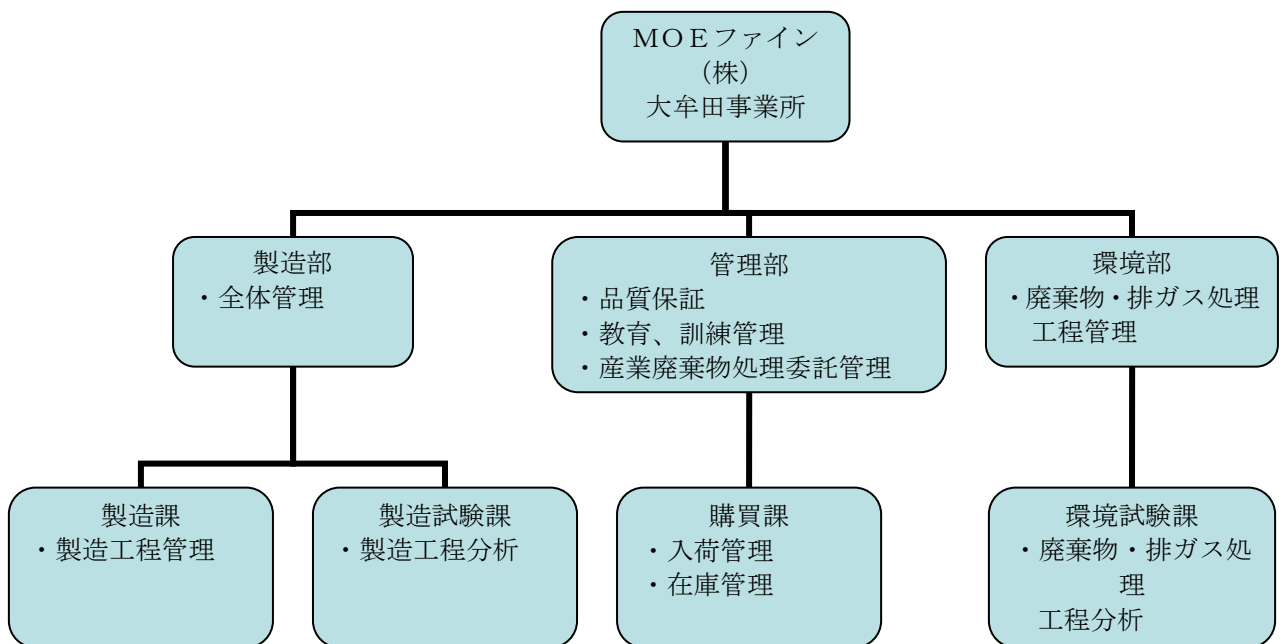 ＭＯＥファイン
（株）
大牟田事業所
製造部
・全体管理
管理部
・品質保証
・教育、訓練管理
・産業廃棄物処理委託管理
環境部
・廃棄物・排ガス処理
工程管理
製造課
・製造工程管理
製造試験課
・製造工程分析
購買課
・入荷管理
・在庫管理
環境試験課
・廃棄物・排ガス処
理
工程分析